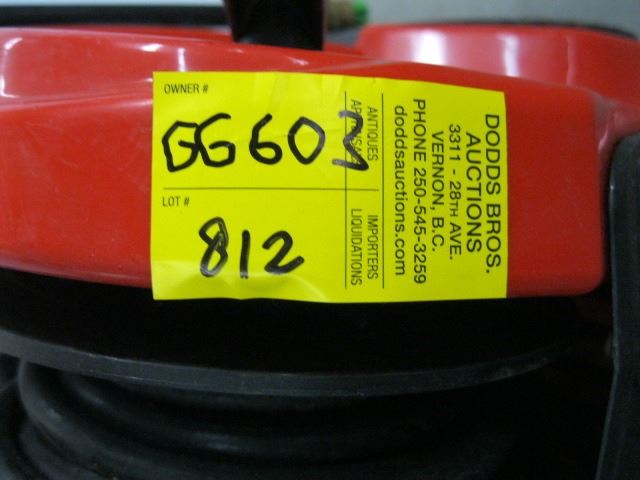 OWNER #
GG603
LOT #
812
ANTIQUES
APPRAISALS
IMPORTERS
LIQUIDATIONS
DODDS BROS.
AUCTIONS
3311 - 28TH AVE.
VERNON, B.C.
PHONE 250-545-3259
doddsauctions.com